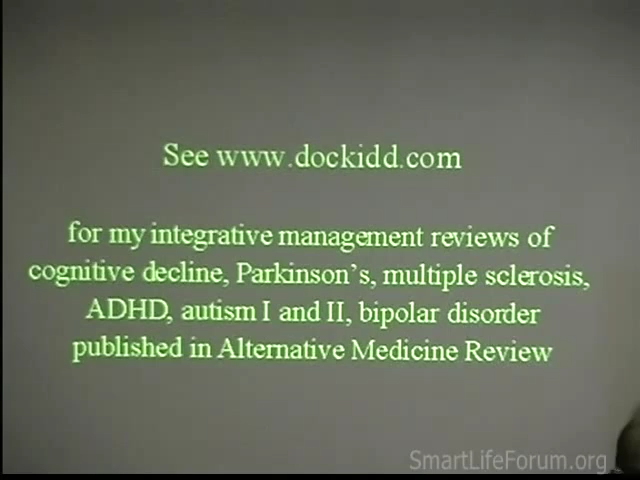 See www.dockidd.com
for my integrative management reviews of
cognitive decline, Parkinson's, multiple sclerosis,
ADHD, autism I and II, bipolar disorder
published in Alternative Medicine Review
SmartLifeForum.org